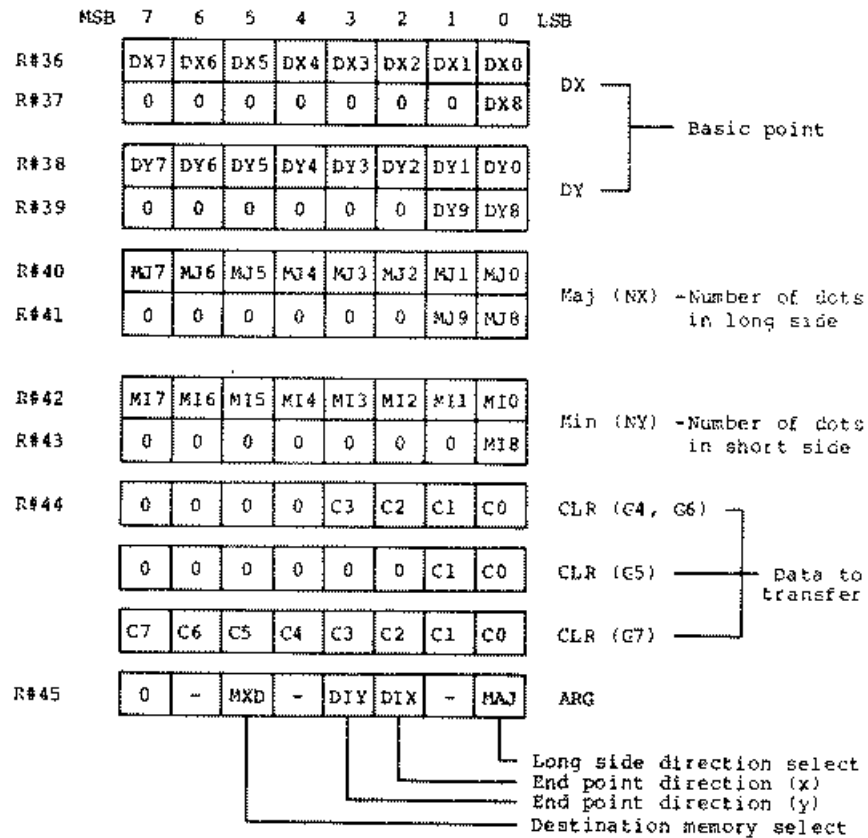 MSB 7 6 5 4 3 2 1 0 LSB
R#36 DX7 DX6 DX5 DX4 DX3 DX2 DX1 DX0
R#37 0 0 0 0 0 0 0 DX8
DX
Basic point
R#38 DY7 DY6 DY5 DY4 DY3 DY2 DY1 DY0
DY
R#39 0 0 0 0 0 0 DY9 DY8
R#40 MJ7 MJ6 MJ5 MJ4 MJ3 MJ2 MJ1 MJ0
Maj (NX) -Number of dots
R#41 0 0 0 0 0 0 MJ9 MJ8
in long side
R#42 MI7 MI6 MI5 MI4 MI3 MI2 MI1 MI0
Min (NY) -Number of dots
R#43 0 0 0 0 0 0 0 MI8
in short side
R#44 0 0 0 0 C3 C2 C1 C0 CLR (G4, G6)
0 0 0 0 0 0 C1 C0 CLR (G5) Data to
transfer
C7 C6 C5 C4 C3 C2 C1 C0 CLR (G7)
R#45 0 - MXD - DIY DIX - MAJ ARG
Long side direction select
End point direction (x)
End point direction (y)
Destination memory select